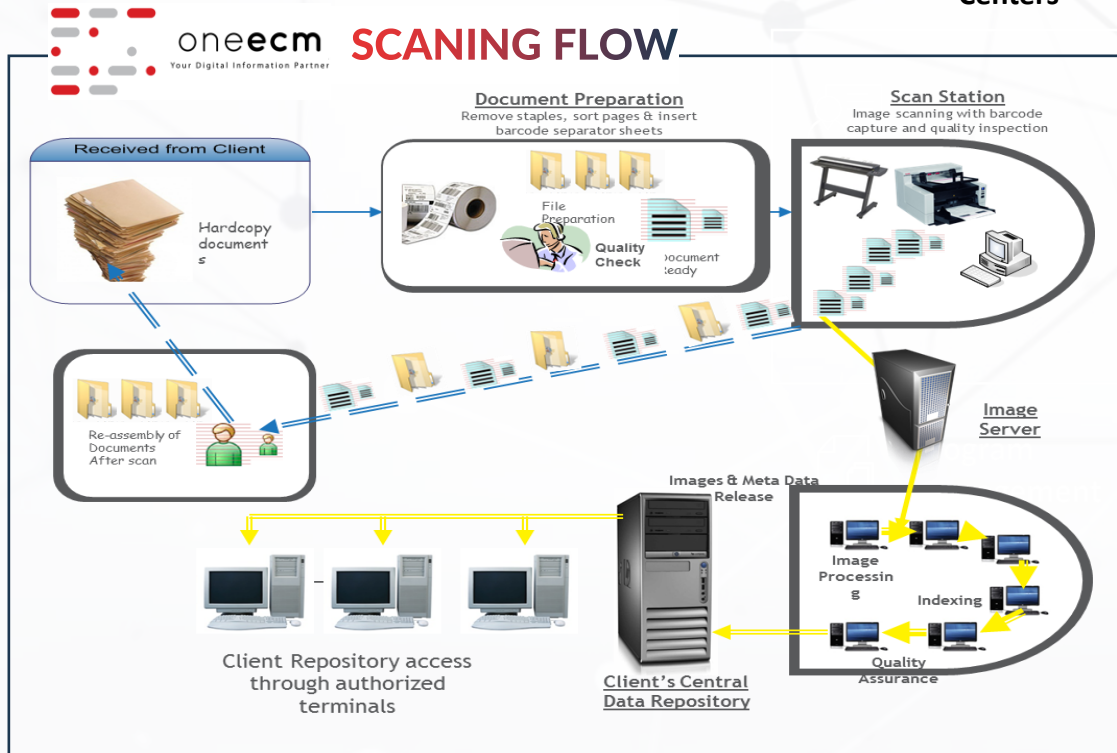 Centers
oneecm
Your Digital Information Partner
SCANING FLOW
Document Preparation
Remove staples, sort pages & insert
barcode separator sheets
Scan Station
Image scanning with barcode
capture and quality inspection
Received from Client
Hardcopy
document
s
File
Preparation
Quality
Check
Document
Ready
Re-assembly of
Documents
After scan
Image
Server
Images & Meta Data
Release
Image
Processin
g
Indexing
Quality
Assurance
Client Repository access
through authorized
terminals
Client's Central
Data Repository